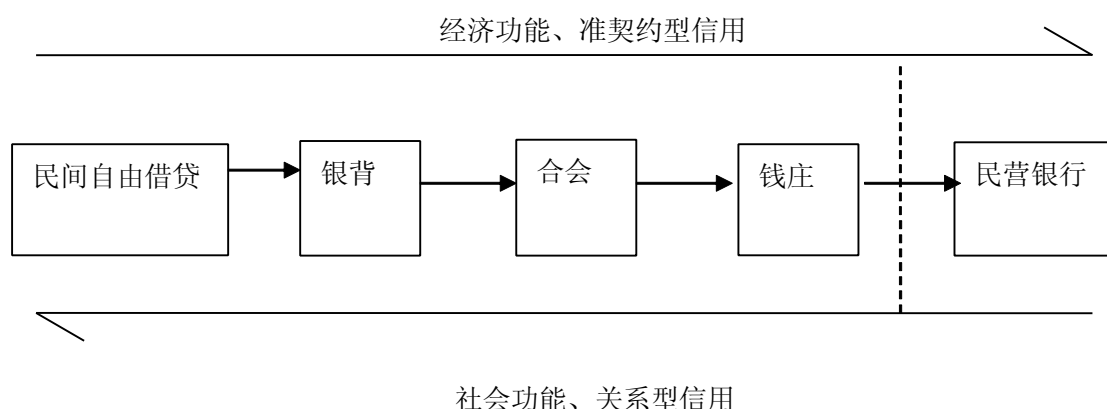 经济功能、准契约型信用
民间自由借贷
银背
合会
钱庄
民营银行
社会功能、关系型信用